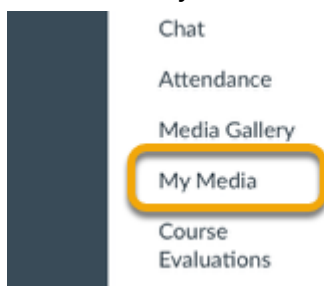 Chat
Attendance
Media Gallery
My Media
Course
Evaluations